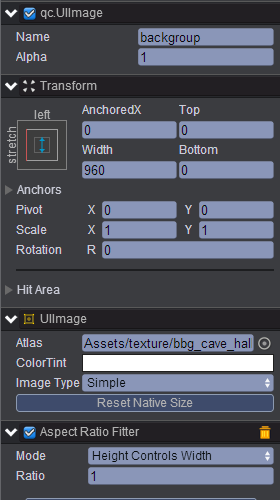 qc.UIImage
Name backgroup
Alpha 1
Transform
left
stretch
AnchoredX Top
0 0
Width Bottom
960 0
Anchors
Pivot X 0 Y 0
Scale X 1 Y 1
Rotation R 0
Hit Area
UIImage
Atlas Assets/texture/bbg_cave_hal
ColorTint
Image Type Simple
Reset Native Size
Aspect Ratio Fitter
Mode Height Controls Width
Ratio 1